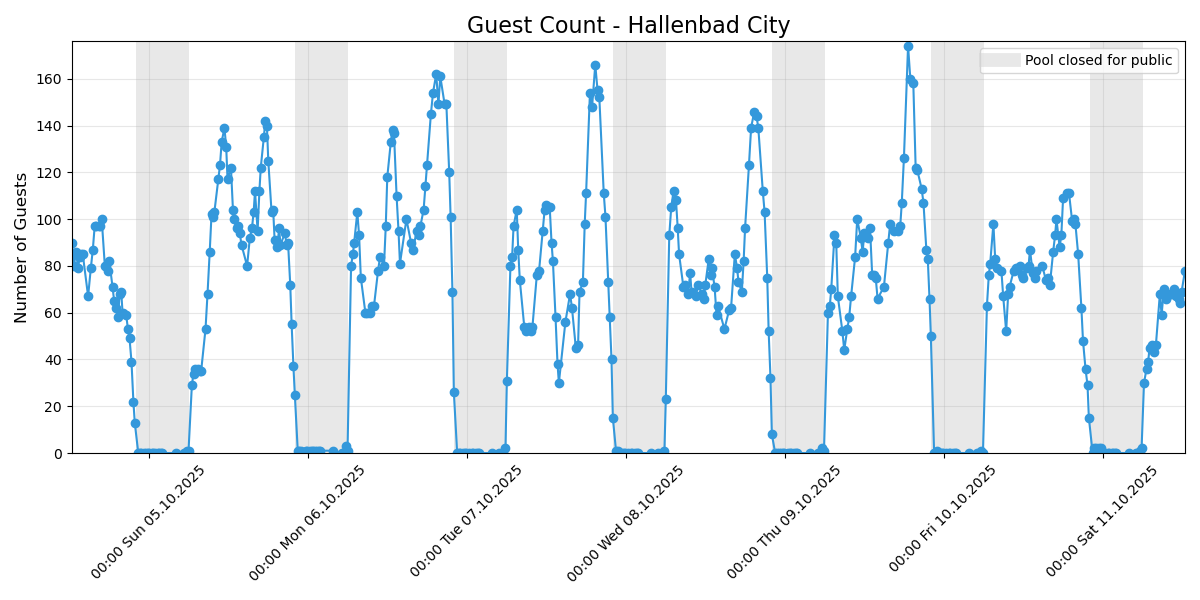 Guest Count - Hallenbad City
Pool closed for public
Number of Guests
160
140
120
100
80
60
40
20
0
00:00 Sun 05.10.2025
00:00 Mon 06.10.2025
00:00 Tue 07.10.2025
00:00 Wed 08.10.2025
00:00 Thu 09.10.2025
00:00 Fri 10.10.2025
00:00 Sat 11.10.2025